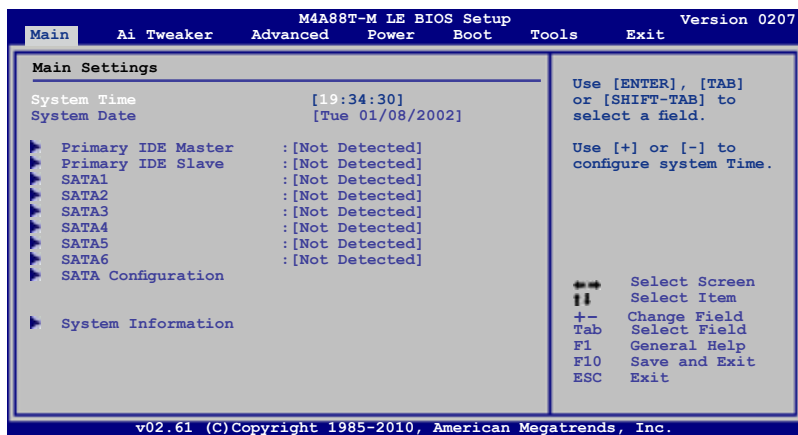 M4A88T-M LE BIOS Setup Version 0207
Main Ai Tweaker Advanced Power Boot Tools Exit
Main Settings
System Time [19:34:30]
System Date [Tue 01/08/2002]
Primary IDE Master :[Not Detected]
Primary IDE Slave :[Not Detected]
SATA1 :[Not Detected]
SATA2 :[Not Detected]
SATA3 :[Not Detected]
SATA4 :[Not Detected]
SATA5 :[Not Detected]
SATA6 :[Not Detected]
SATA Configuration
System Information
Use [ENTER], [TAB]
or [SHIFT-TAB] to
select a field.
Use [+] or [-] to
configure system Time.
←→ Select Screen
↑↓ Select Item
+- Change Field
Tab Select Field
F1 General Help
F10 Save and Exit
ESC Exit
v02.61 (C)Copyright 1985-2010, American Megatrends, Inc.